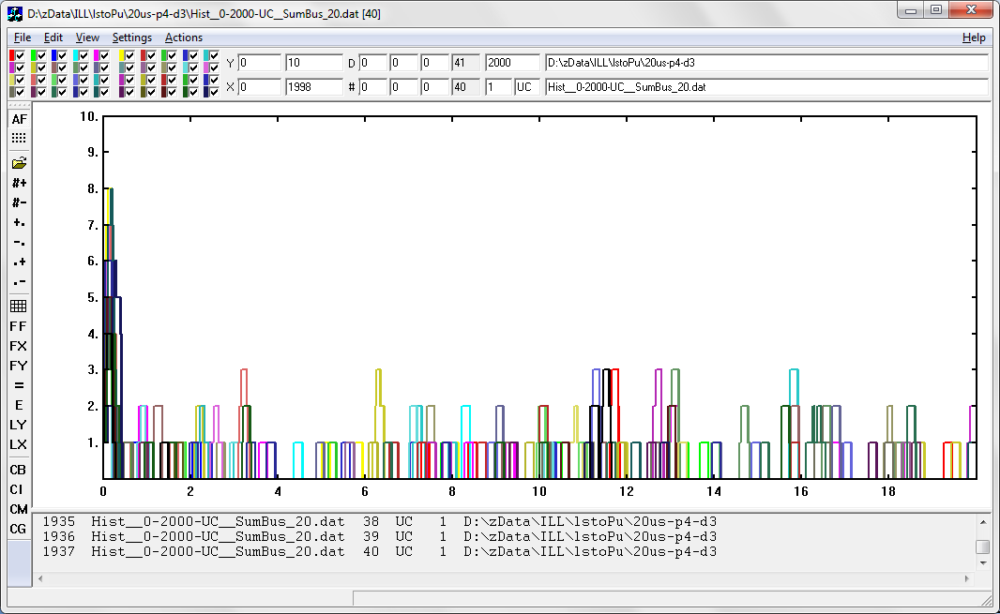 D:\zData\ILL\IstoPu\20us-p4-d3\Hist__0-2000-UC__SumBus_20.dat [40]
File Edit View Settings Actions Help
Y 0 10 D 0 0 0 41 2000 D:\zData\ILL\IstoPu\20us-p4-d3
X 0 1998 # 0 0 0 40 1 UC Hist__0-2000-UC__SumBus_20.dat
AF
#+
#-
+.
-.
.+
.-
FF
FX
FY
=
E
LY
LX
CB
CI
CM
CG
10.
9.
8.
7.
6.
5.
4.
3.
2.
1.
0 2 4 6 8 10 12 14 16 18
1935 Hist__0-2000-UC__SumBus_20.dat 38 UC 1 D:\zData\ILL\lstoPu\20us-p4-d3
1936 Hist__0-2000-UC__SumBus_20.dat 39 UC 1 D:\zData\ILL\lstoPu\20us-p4-d3
1937 Hist__0-2000-UC__SumBus_20.dat 40 UC 1 D:\zData\ILL\lstoPu\20us-p4-d3